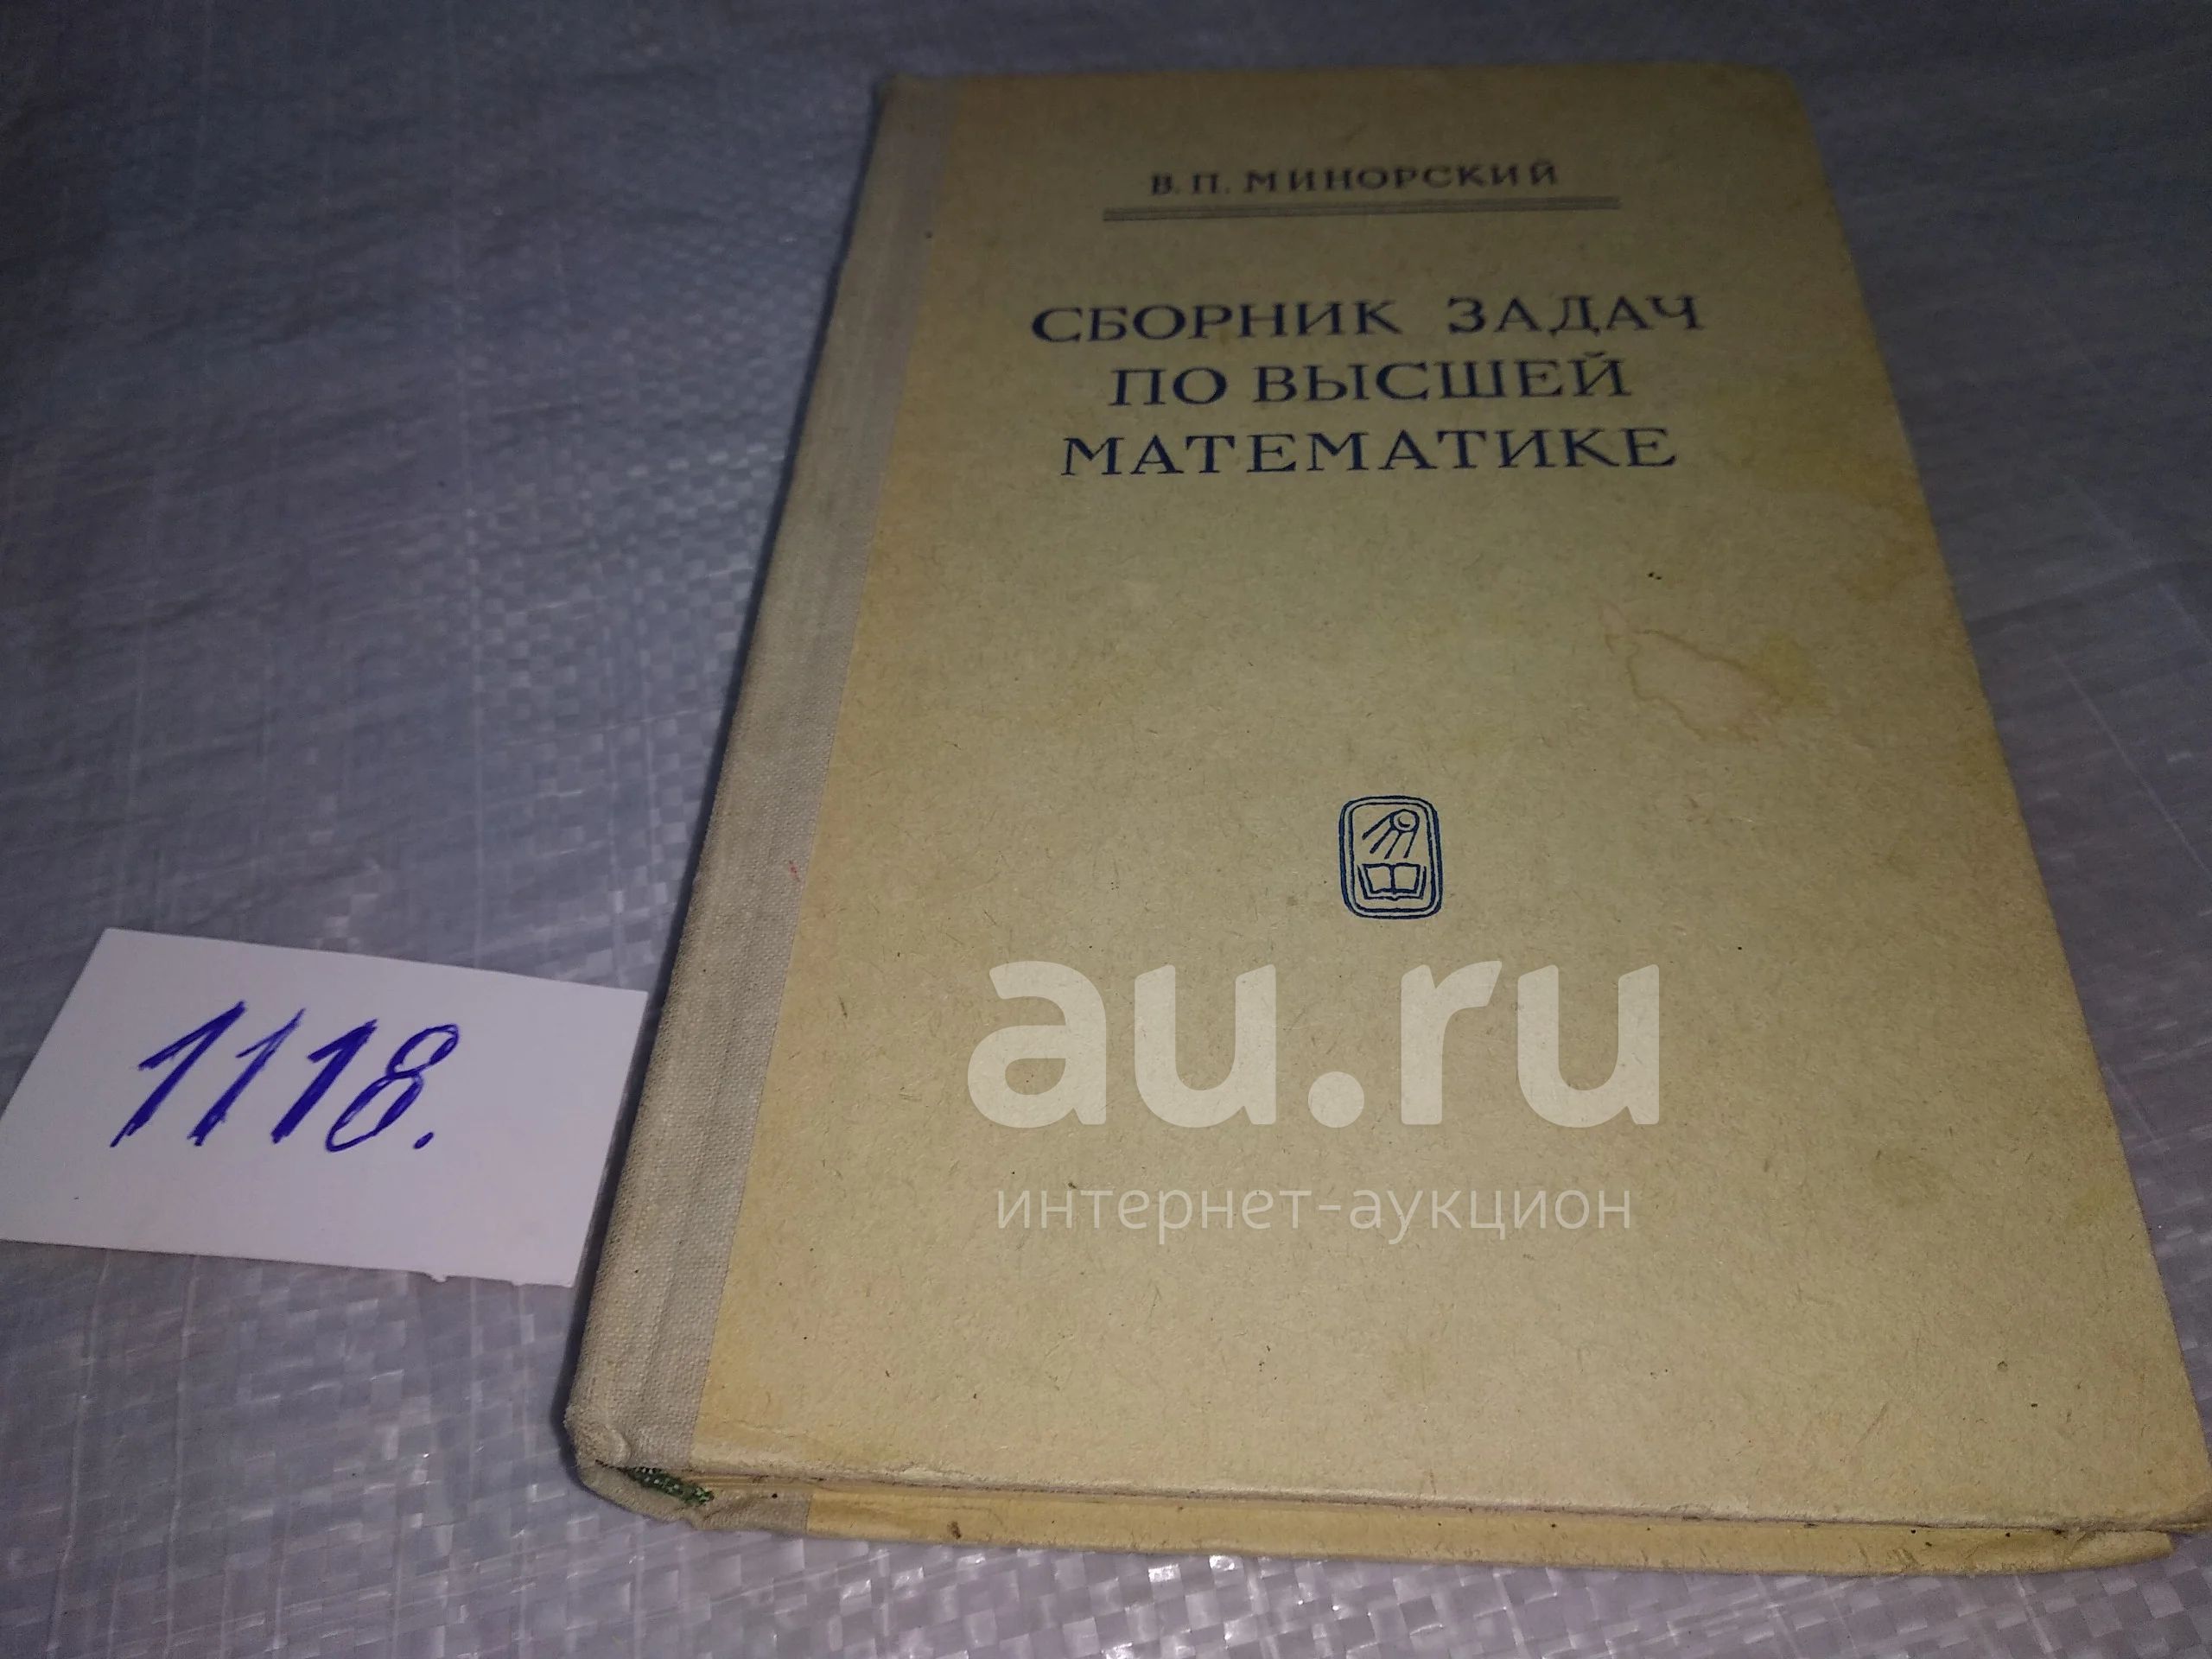 В. П. МИНОРСКИЙ
СБОРНИК ЗАДАЧ
ПО ВЫСШЕЙ
МАТЕМАТИКЕ
1118.
au.ru
интернет-аукцион